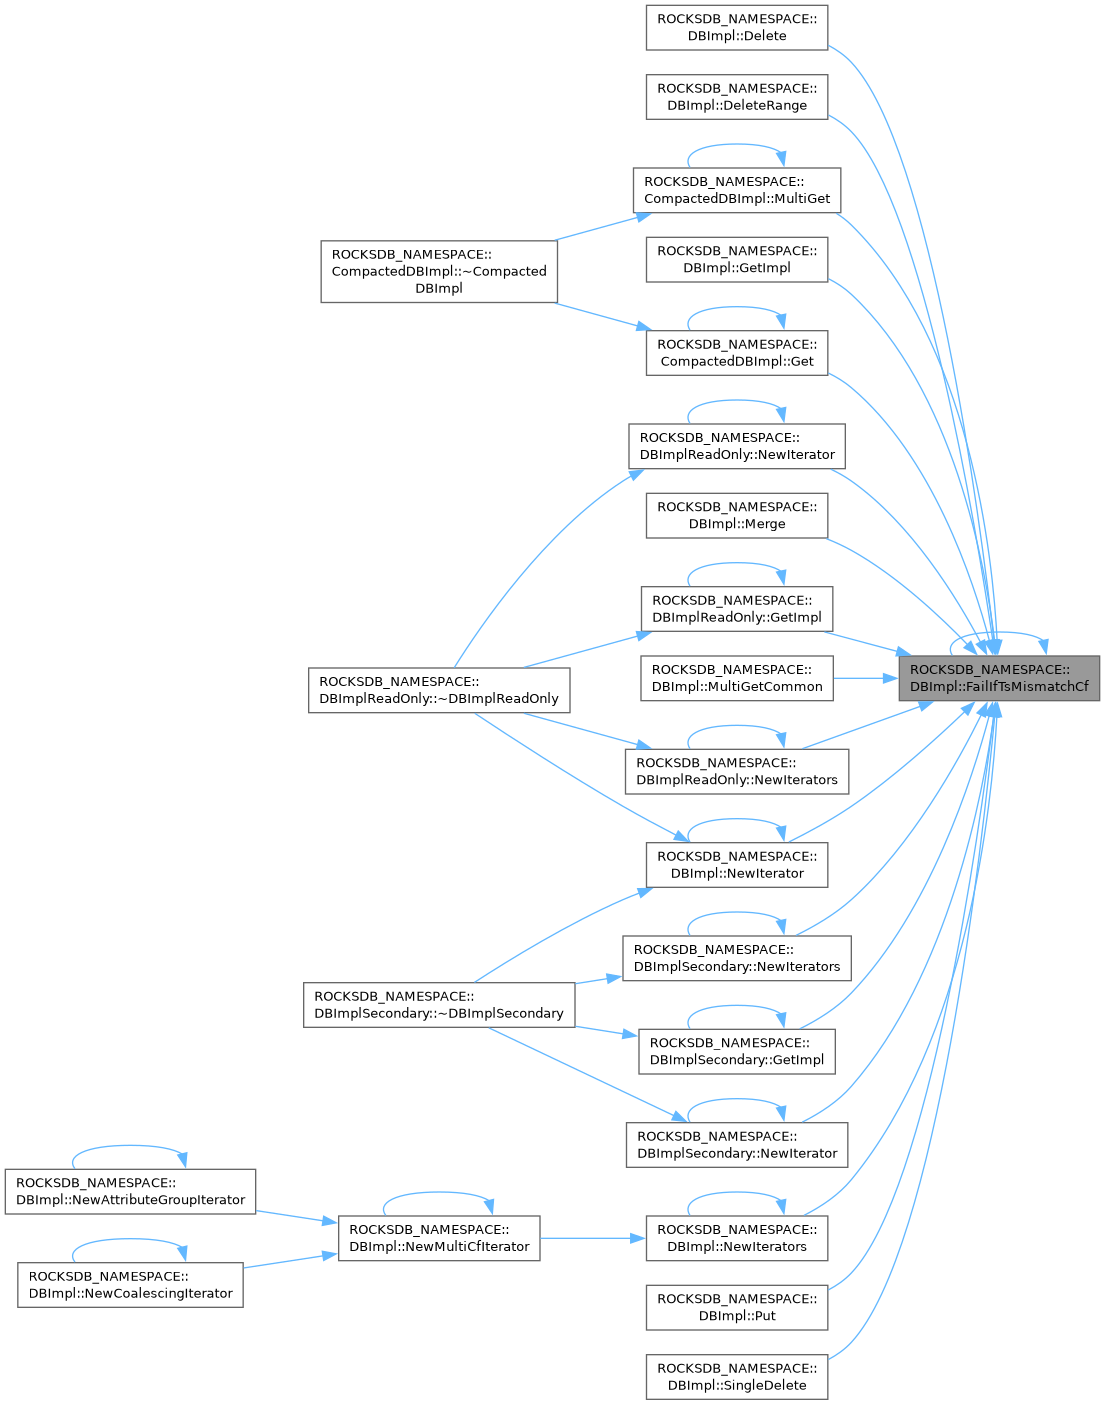 ROCKSDB_NAMESPACE::
DBImpl::Delete
ROCKSDB_NAMESPACE::
DBImpl::DeleteRange
ROCKSDB_NAMESPACE::
CompactedDBImpl::MultiGet
ROCKSDB_NAMESPACE::
CompactedDBImpl::~Compacted
DBImpl
ROCKSDB_NAMESPACE::
DBImpl::GetImpl
ROCKSDB_NAMESPACE::
CompactedDBImpl::Get
ROCKSDB_NAMESPACE::
DBImplReadOnly::NewIterator
ROCKSDB_NAMESPACE::
DBImpl::Merge
ROCKSDB_NAMESPACE::
DBImplReadOnly::GetImpl
ROCKSDB_NAMESPACE::
DBImplReadOnly::~DBImplReadOnly
ROCKSDB_NAMESPACE::
DBImpl::MultiGetCommon
ROCKSDB_NAMESPACE::
DBImpl::FailIfTsMismatchCf
ROCKSDB_NAMESPACE::
DBImplReadOnly::NewIterators
ROCKSDB_NAMESPACE::
DBImpl::NewIterator
ROCKSDB_NAMESPACE::
DBImplSecondary::NewIterators
ROCKSDB_NAMESPACE::
DBImplSecondary::~DBImplSecondary
ROCKSDB_NAMESPACE::
DBImplSecondary::GetImpl
ROCKSDB_NAMESPACE::
DBImplSecondary::NewIterator
ROCKSDB_NAMESPACE::
DBImpl::NewAttributeGroupIterator
ROCKSDB_NAMESPACE::
DBImpl::NewMultiCfIterator
ROCKSDB_NAMESPACE::
DBImpl::NewIterators
ROCKSDB_NAMESPACE::
DBImpl::NewCoalescingIterator
ROCKSDB_NAMESPACE::
DBImpl::Put
ROCKSDB_NAMESPACE::
DBImpl::SingleDelete